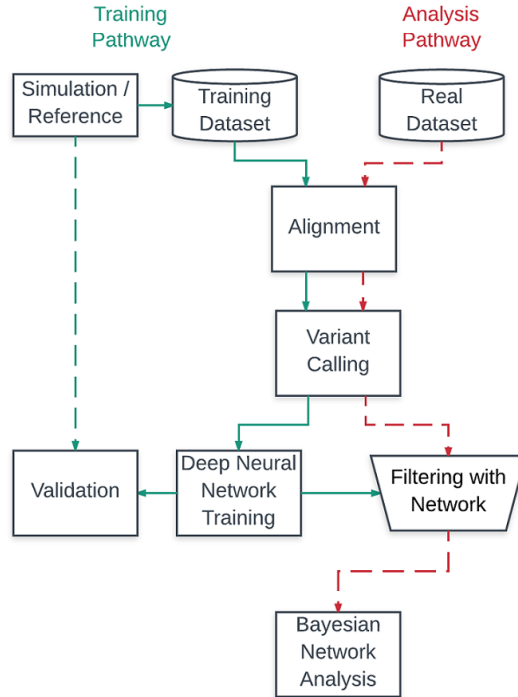 Training
Pathway
Analysis
Pathway
Simulation /
Reference
Training
Dataset
Real
Dataset
Alignment
Variant
Calling
Validation
Deep Neural
Network
Training
Filtering with
Network
Bayesian
Network
Analysis